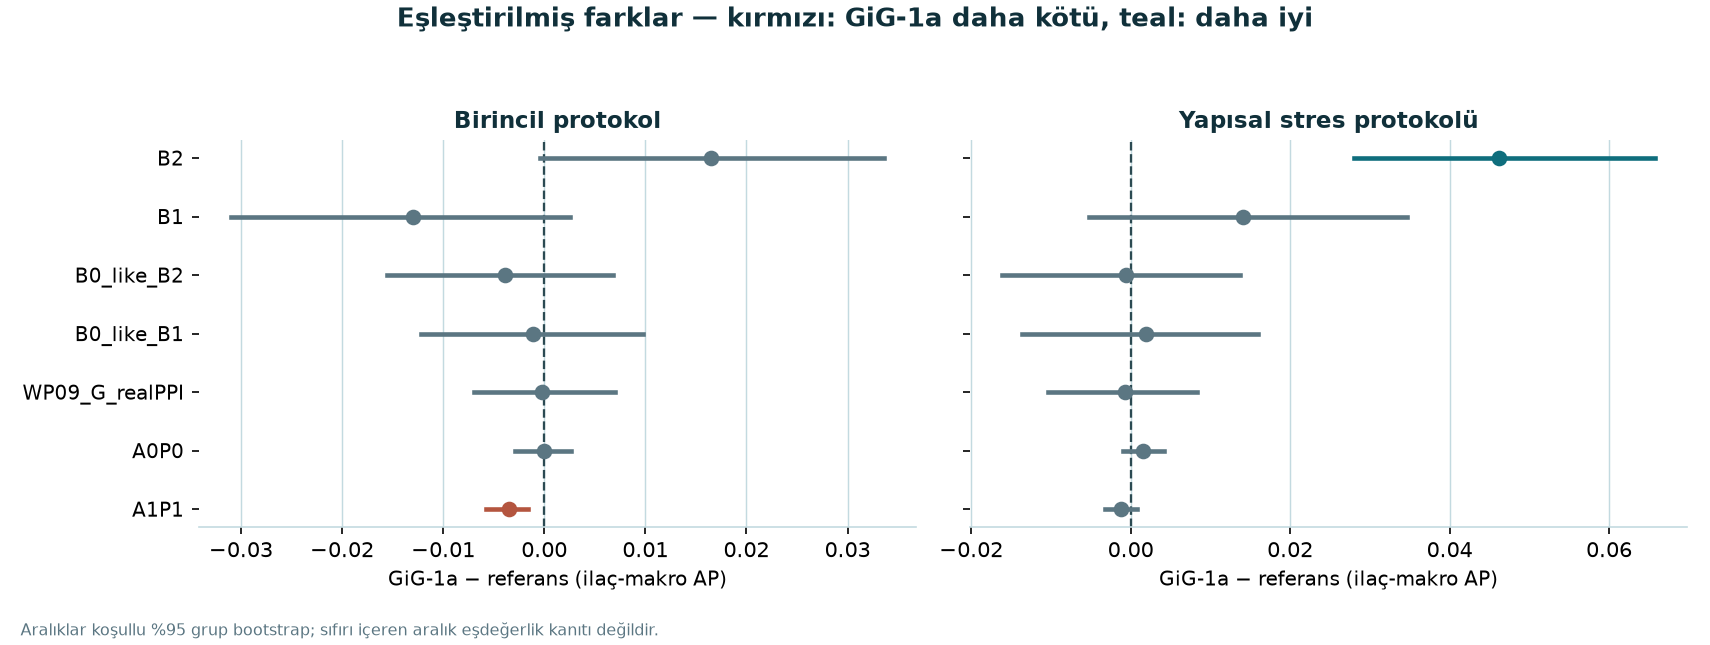 Eşleştirilmiş farklar — kırmızı: GiG-1a daha kötü, teal: daha iyi
Birincil protokol
B2
B1
B0_like_B2
B0_like_B1
WP09_G_realPPI
A0P0
A1P1
−0.03 −0.02 −0.01 0.00 0.01 0.02 0.03
GiG-1a − referans (ilaç-makro AP)
Yapısal stres protokolü
−0.02 0.00 0.02 0.04 0.06
GiG-1a − referans (ilaç-makro AP)
Aralıklar koşullu %95 grup bootstrap; sıfırı içeren aralık eşdeğerlik kanıtı değildir.